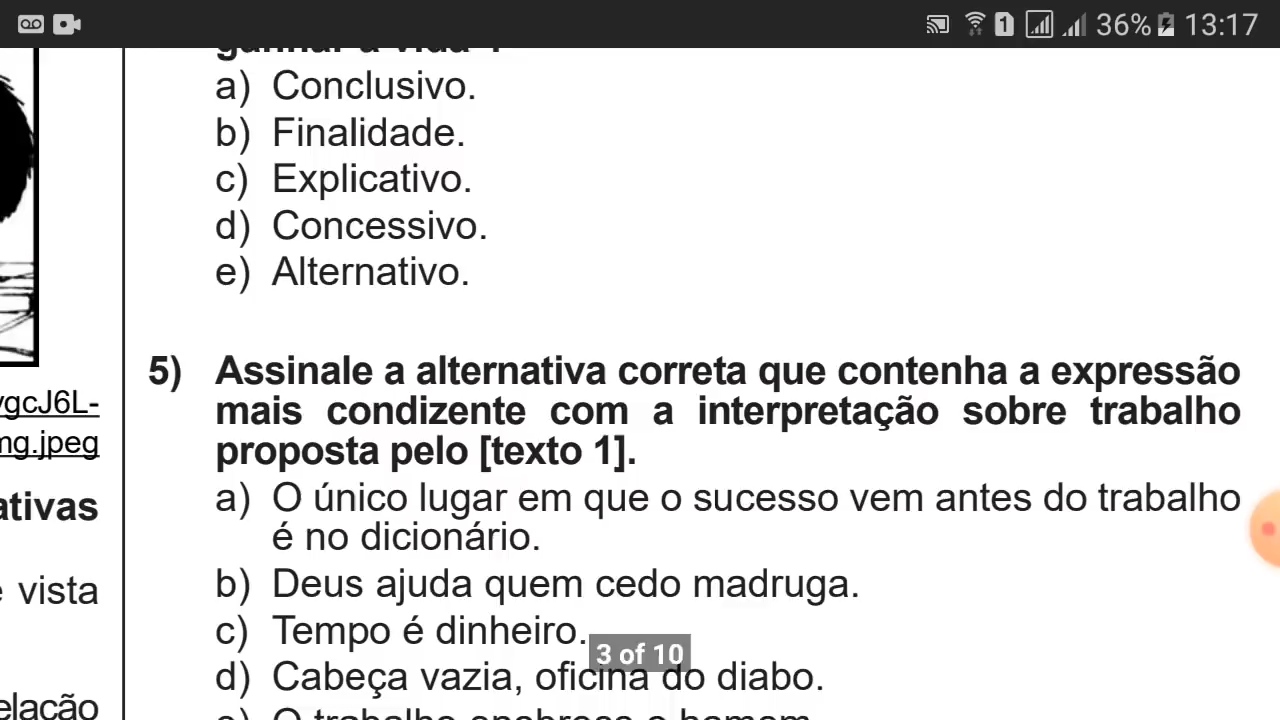 36% 13:17
a) Conclusivo.
b) Finalidade.
c) Explicativo.
d) Concessivo.
e) Alternativo.
5) Assinale a alternativa correta que contenha a expressão
mais condizente com a interpretação sobre trabalho
proposta pelo [texto 1].
a) O único lugar em que o sucesso vem antes do trabalho
é no dicionário.
b) Deus ajuda quem cedo madruga.
c) Tempo é dinheiro.
3 of 10
d) Cabeça vazia, oficina do diabo.
vgcJ6L-
mg.jpeg
ativas
e vista
elação